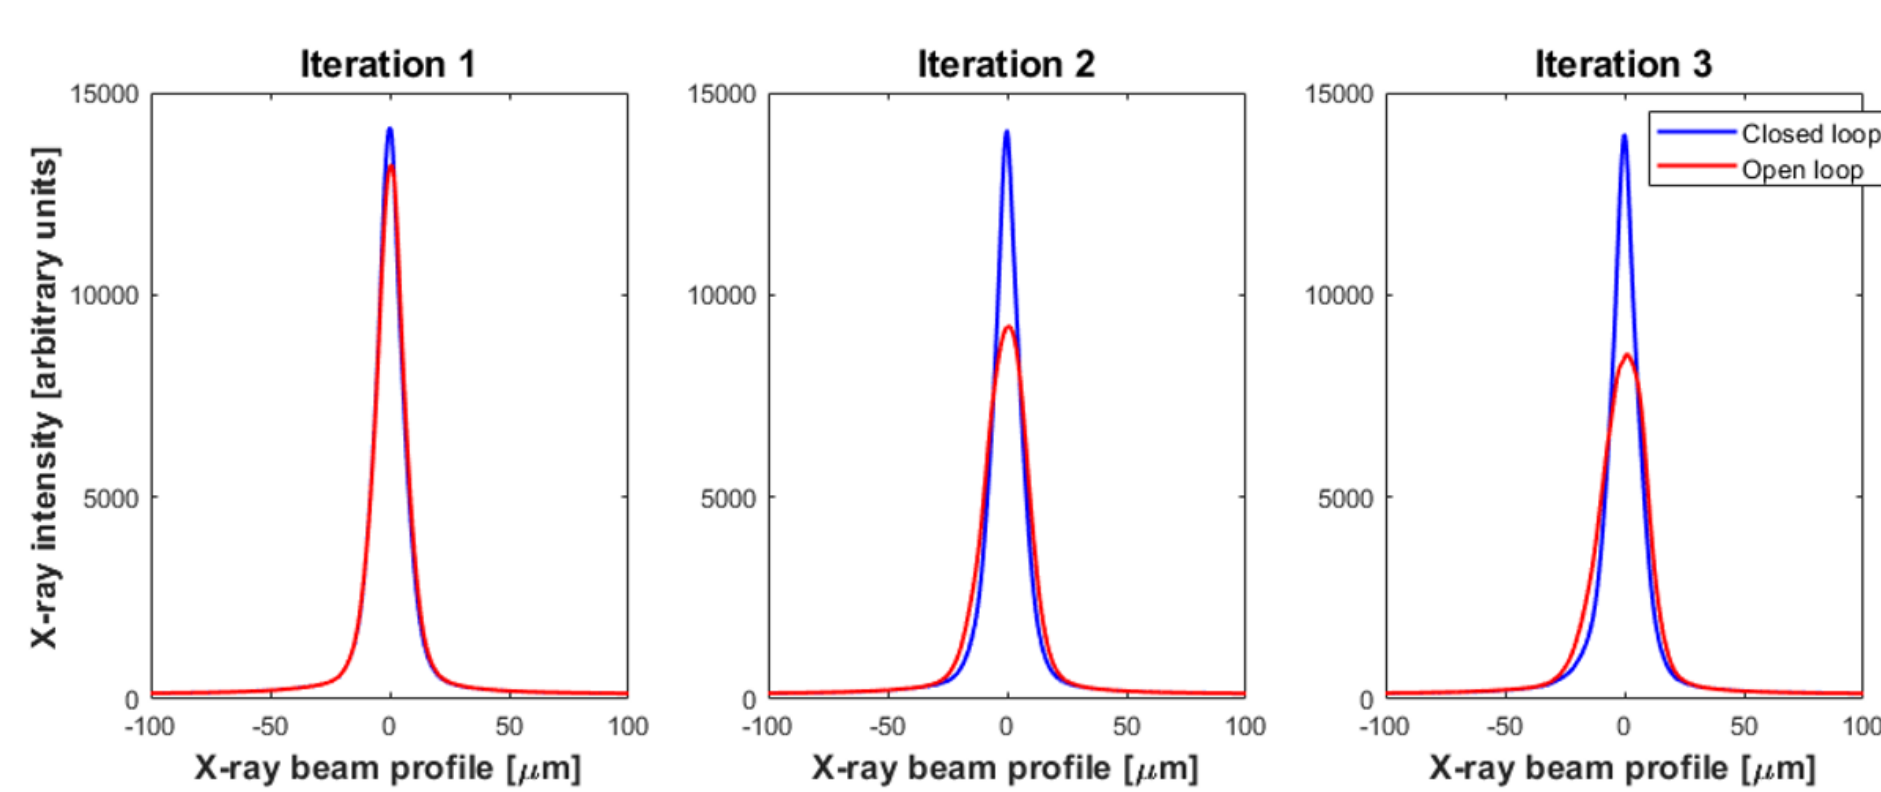 Iteration 1
Iteration 2
Iteration 3
X-ray intensity [arbitrary units]
15000
10000
5000
0
-100 -50 0 50 100
X-ray beam profile [μm]
15000
10000
5000
0
-100 -50 0 50 100
X-ray beam profile [μm]
15000
10000
5000
0
-100 -50 0 50 100
X-ray beam profile [μm]
Closed loop
Open loop